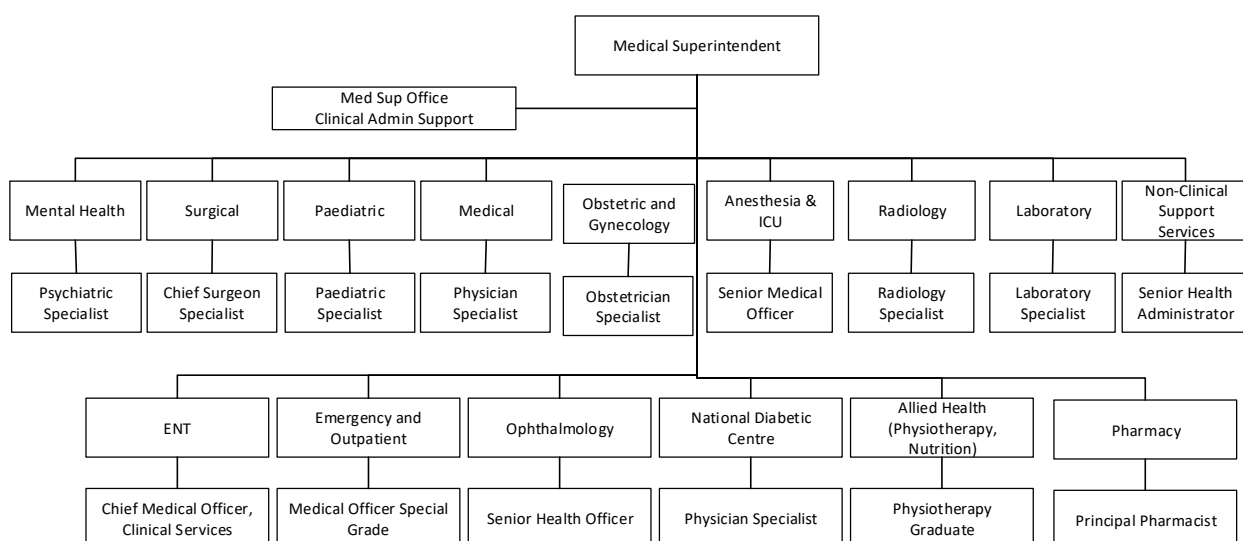 Medical Superintendent
Med Sup Office
Clinical Admin Support
Mental Health
Surgical
Paediatric
Medical
Obstetric and
Gynecology
Anesthesia &
ICU
Radiology
Laboratory
Non-Clinical
Support
Services
Psychiatric
Specialist
Chief Surgeon
Specialist
Paediatric
Specialist
Physician
Specialist
Obstetrician
Specialist
Senior Medical
Officer
Radiology
Specialist
Laboratory
Specialist
Senior Health
Administrator
ENT
Emergency and
Outpatient
Ophthalmology
National Diabetic
Centre
Allied Health
(Physiotherapy,
Nutrition)
Pharmacy
Chief Medical Officer,
Clinical Services
Medical Officer Special
Grade
Senior Health Officer
Physician Specialist
Physiotherapy
Graduate
Principal Pharmacist